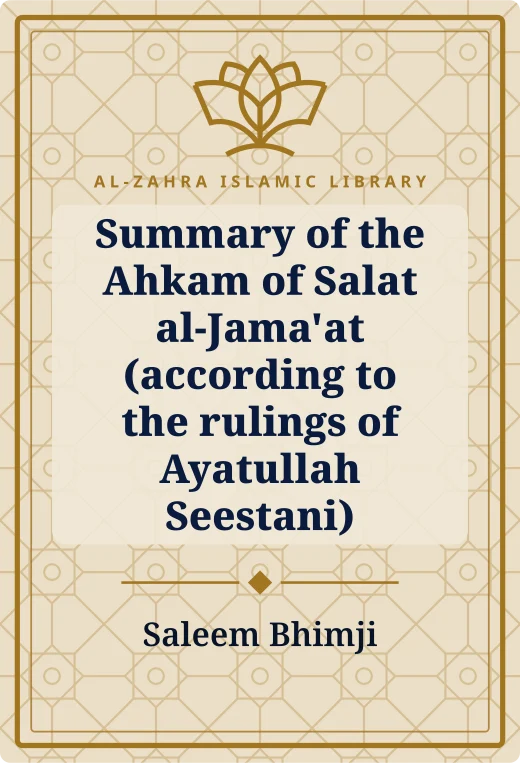 AL-ZAHRA ISLAMIC LIBRARY
Summary of the
Ahkam of Salat
al-Jama'at
(according to
the rulings of
Ayatullah
Seestani)
Saleem Bhimji